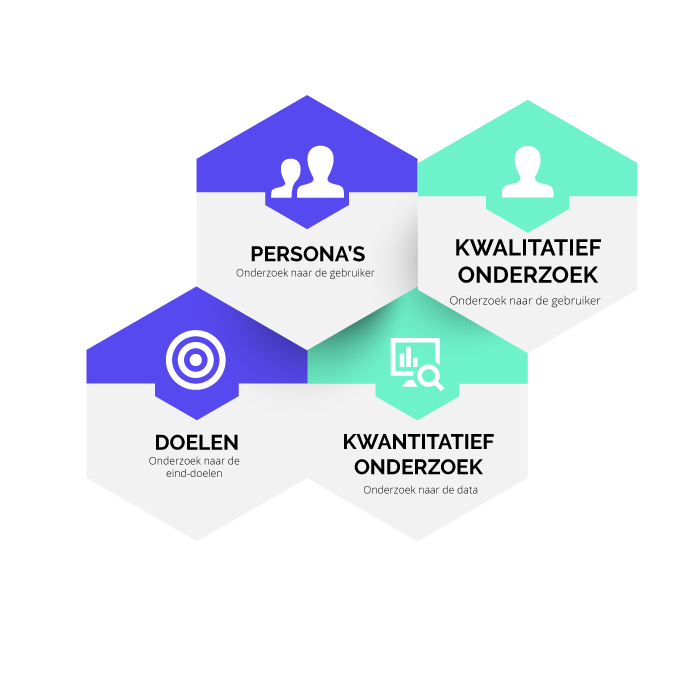 PERSONA'S
Onderzoek naar de gebruiker
KWALITATIEF
ONDERZOEK
Onderzoek naar de gebruiker
DOELEN
Onderzoek naar de
eind-doelen
KWANTITATIEF
ONDERZOEK
Onderzoek naar de data